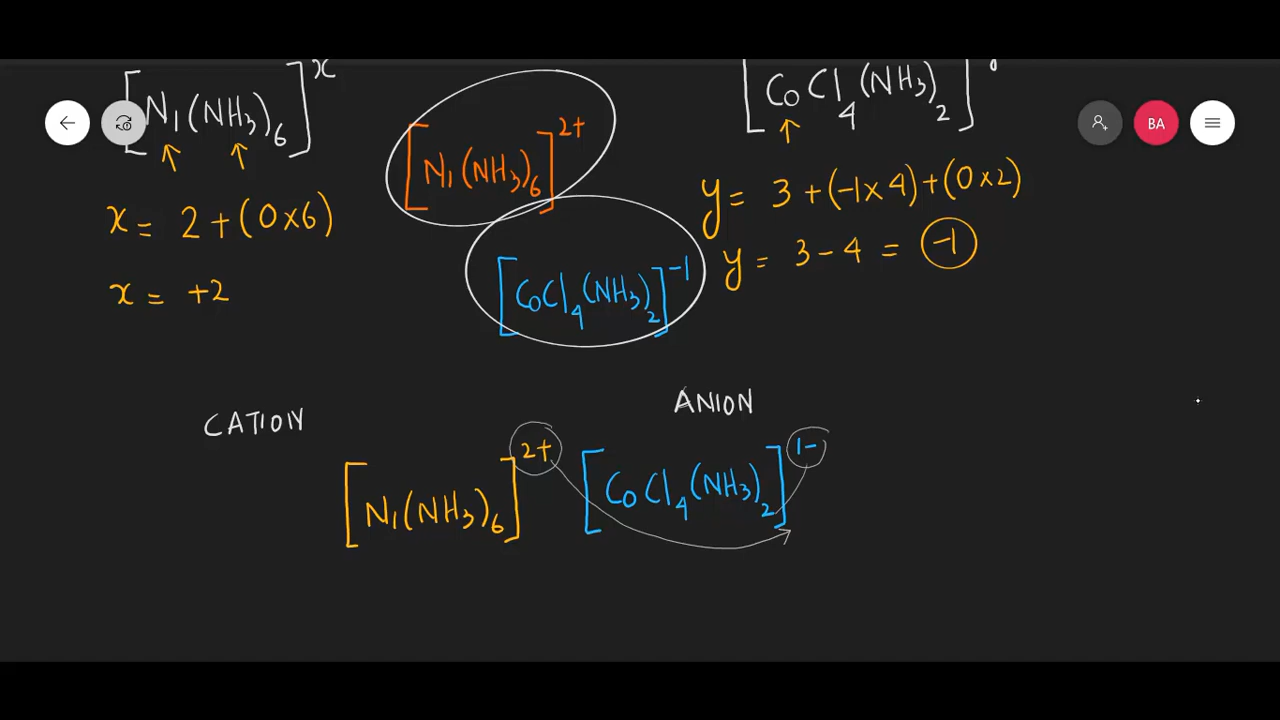 [Ni(NH3)6]x
[CoCl4(NH3)2]
[Ni(NH3)6]2+
BA
x = 2 + (0x6)
y = 3 + (-1x4) + (0x2)
x = +2
[CoCl4(NH3)2]-1
y = 3 - 4 = -1
CATION
ANION
[Ni(NH3)6]2+ [CoCl4(NH3)2]1-